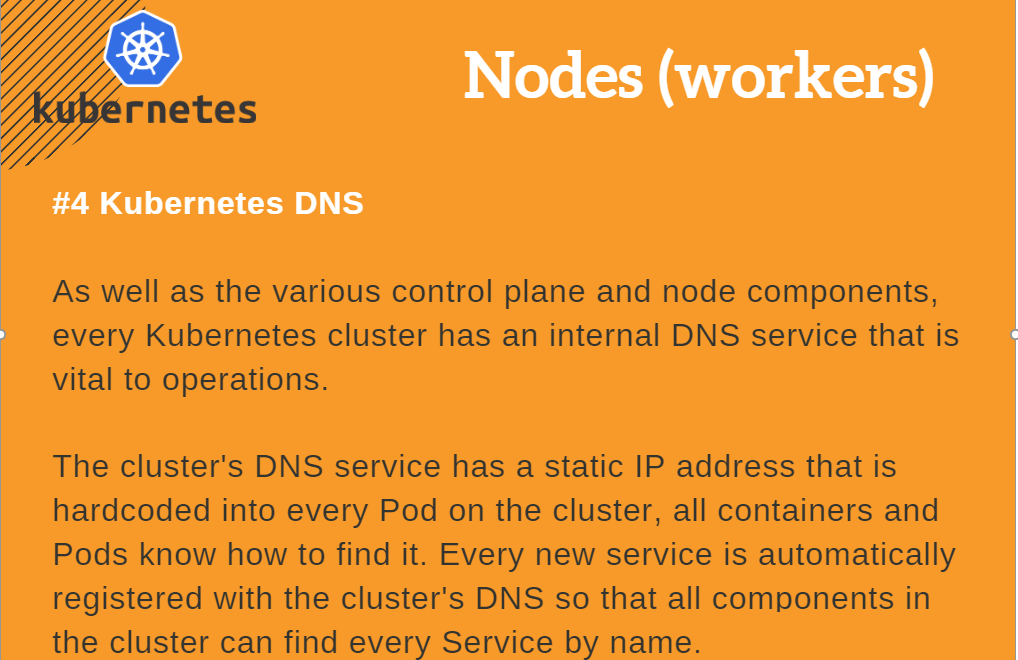 kubernetes
Nodes (workers)
#4 Kubernetes DNS
As well as the various control plane and node components,
every Kubernetes cluster has an internal DNS service that is
vital to operations.
The cluster's DNS service has a static IP address that is
hardcoded into every Pod on the cluster, all containers and
Pods know how to find it. Every new service is automatically
registered with the cluster's DNS so that all components in
the cluster can find every Service by name.